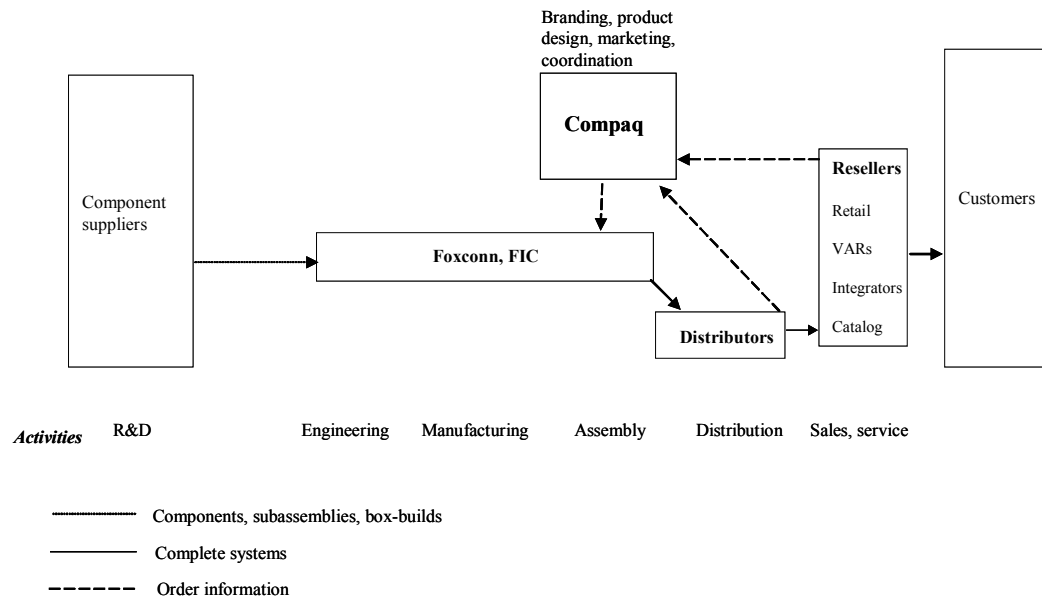 Branding, product
design, marketing,
coordination
Compaq
Component
suppliers
Foxconn, FIC
Distributors
Resellers
Retail
VARs
Integrators
Catalog
Customers
Activities R&D Engineering Manufacturing Assembly Distribution Sales, service
Components, subassemblies, box-builds
Complete systems
Order information